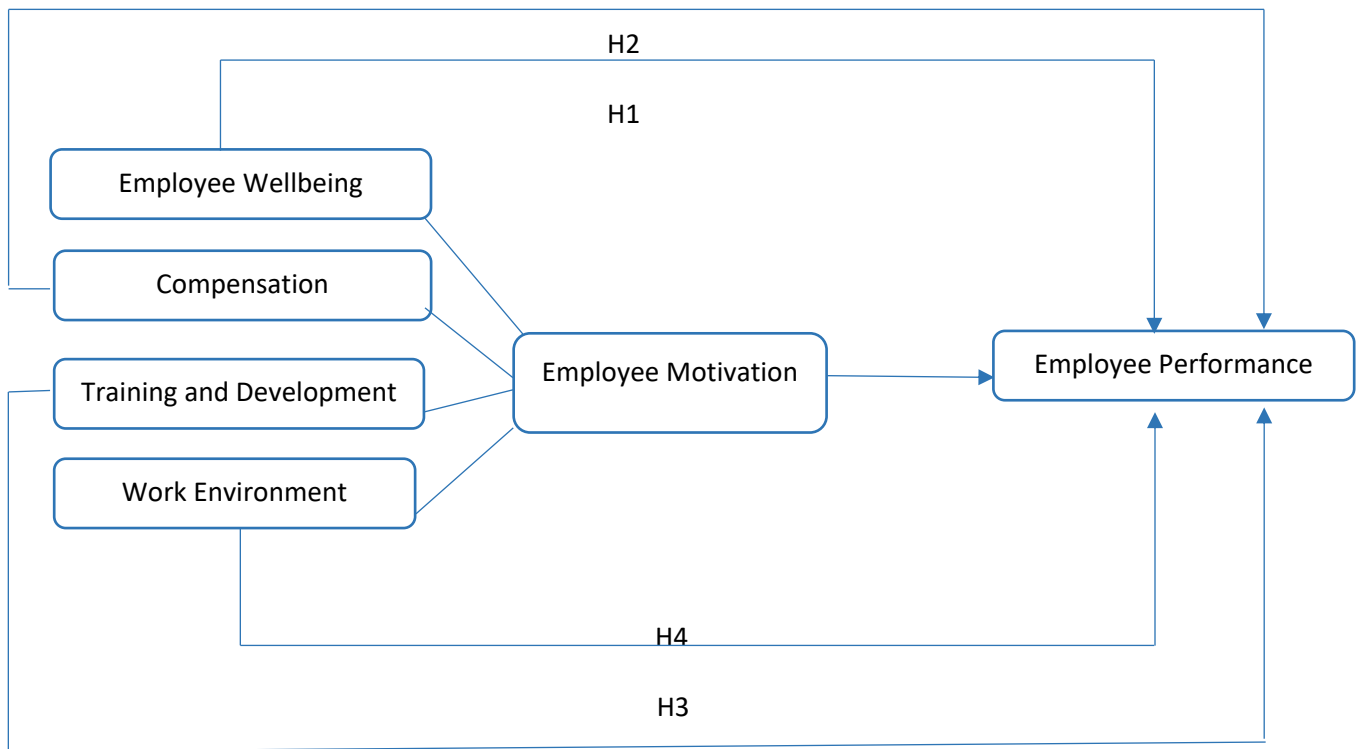 H2
H1
Employee Wellbeing
Compensation
Employee Motivation
Employee Performance
Training and Development
Work Environment
H4
H3